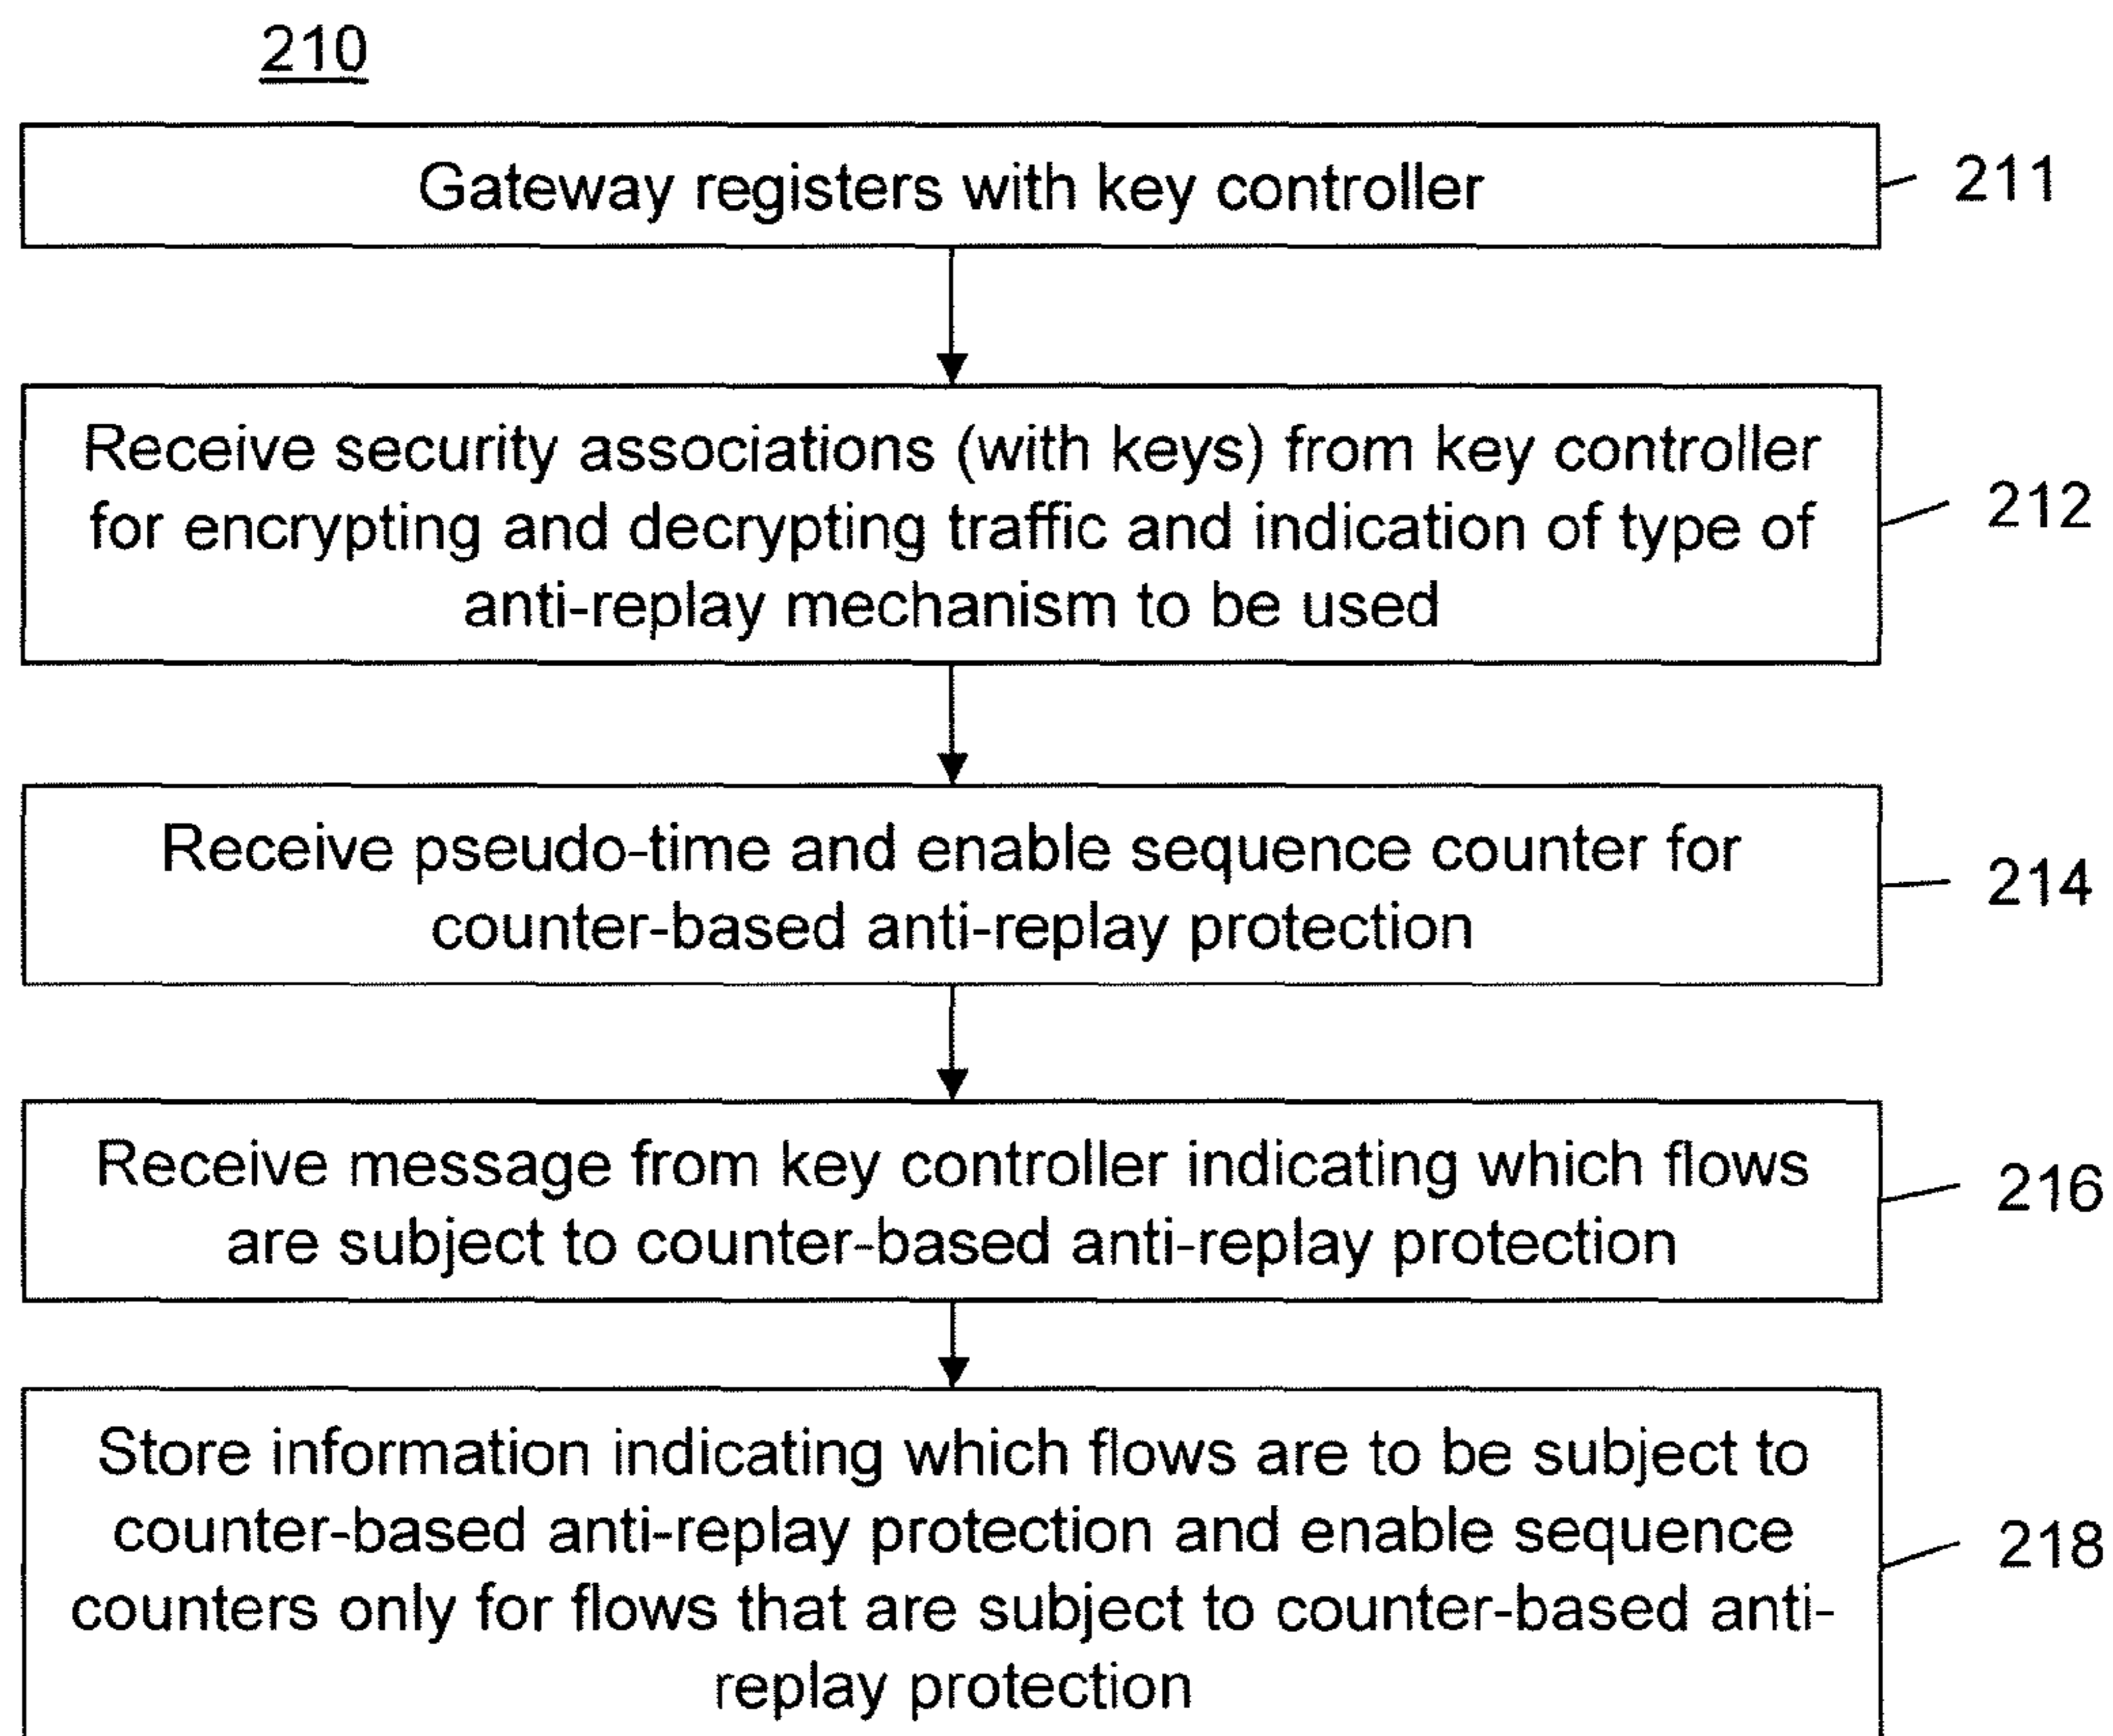 210
Gateway registers with key controller
211
Receive security associations (with keys) from key controller
for encrypting and decrypting traffic and indication of type of
anti-replay mechanism to be used
212
Receive pseudo-time and enable sequence counter for
counter-based anti-replay protection
214
Receive message from key controller indicating which flows
are subject to counter-based anti-replay protection
216
Store information indicating which flows are to be subject to
counter-based anti-replay protection and enable sequence
counters only for flows that are subject to counter-based anti-
replay protection
218